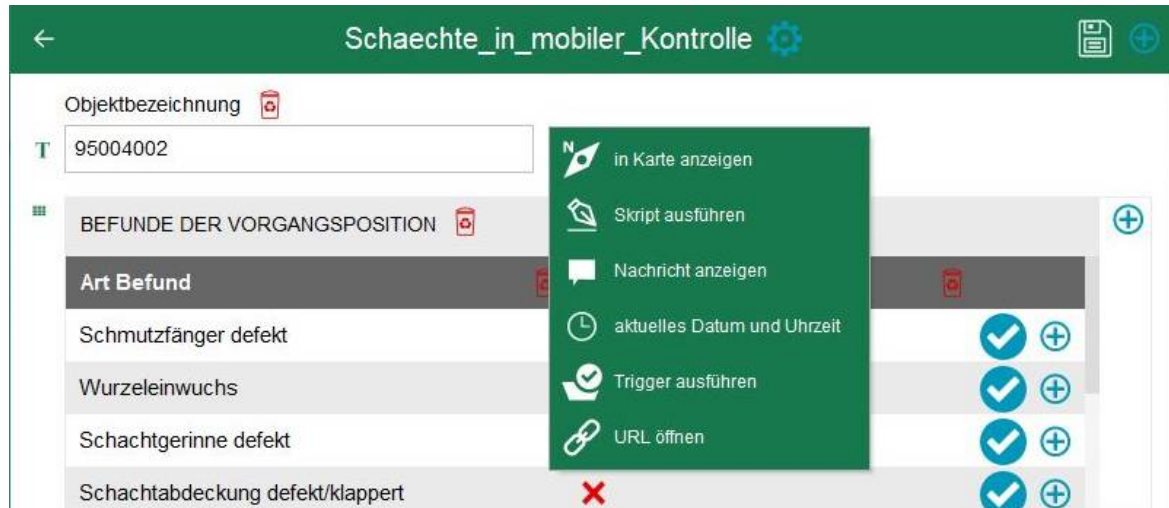 Schaechte_in_mobiler_Kontrolle
Objektbezeichnung
T
95004002
N
in Karte anzeigen
Skript ausführen
BEFUNDE DER VORGANGSPOSITION
Nachricht anzeigen
Art Befund
aktuelles Datum und Uhrzeit
Schmutzfänger defekt
Trigger ausführen
Wurzeleinwuchs
URL öffnen
Schachtgerinne defekt
Schachtabdeckung defekt/klappert